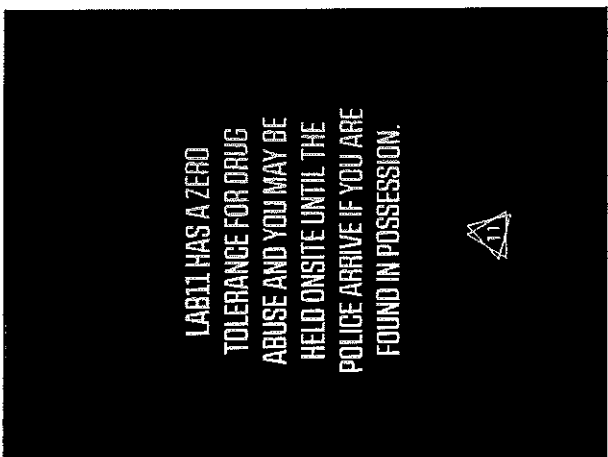 LAB11 HAS A ZERO
TOLERANCE FOR DRUG
ABUSE AND YOU MAY BE
HELD ONSITE UNTIL THE
POLICE ARRIVE IF YOU ARE
FOUND IN POSSESSION.
11